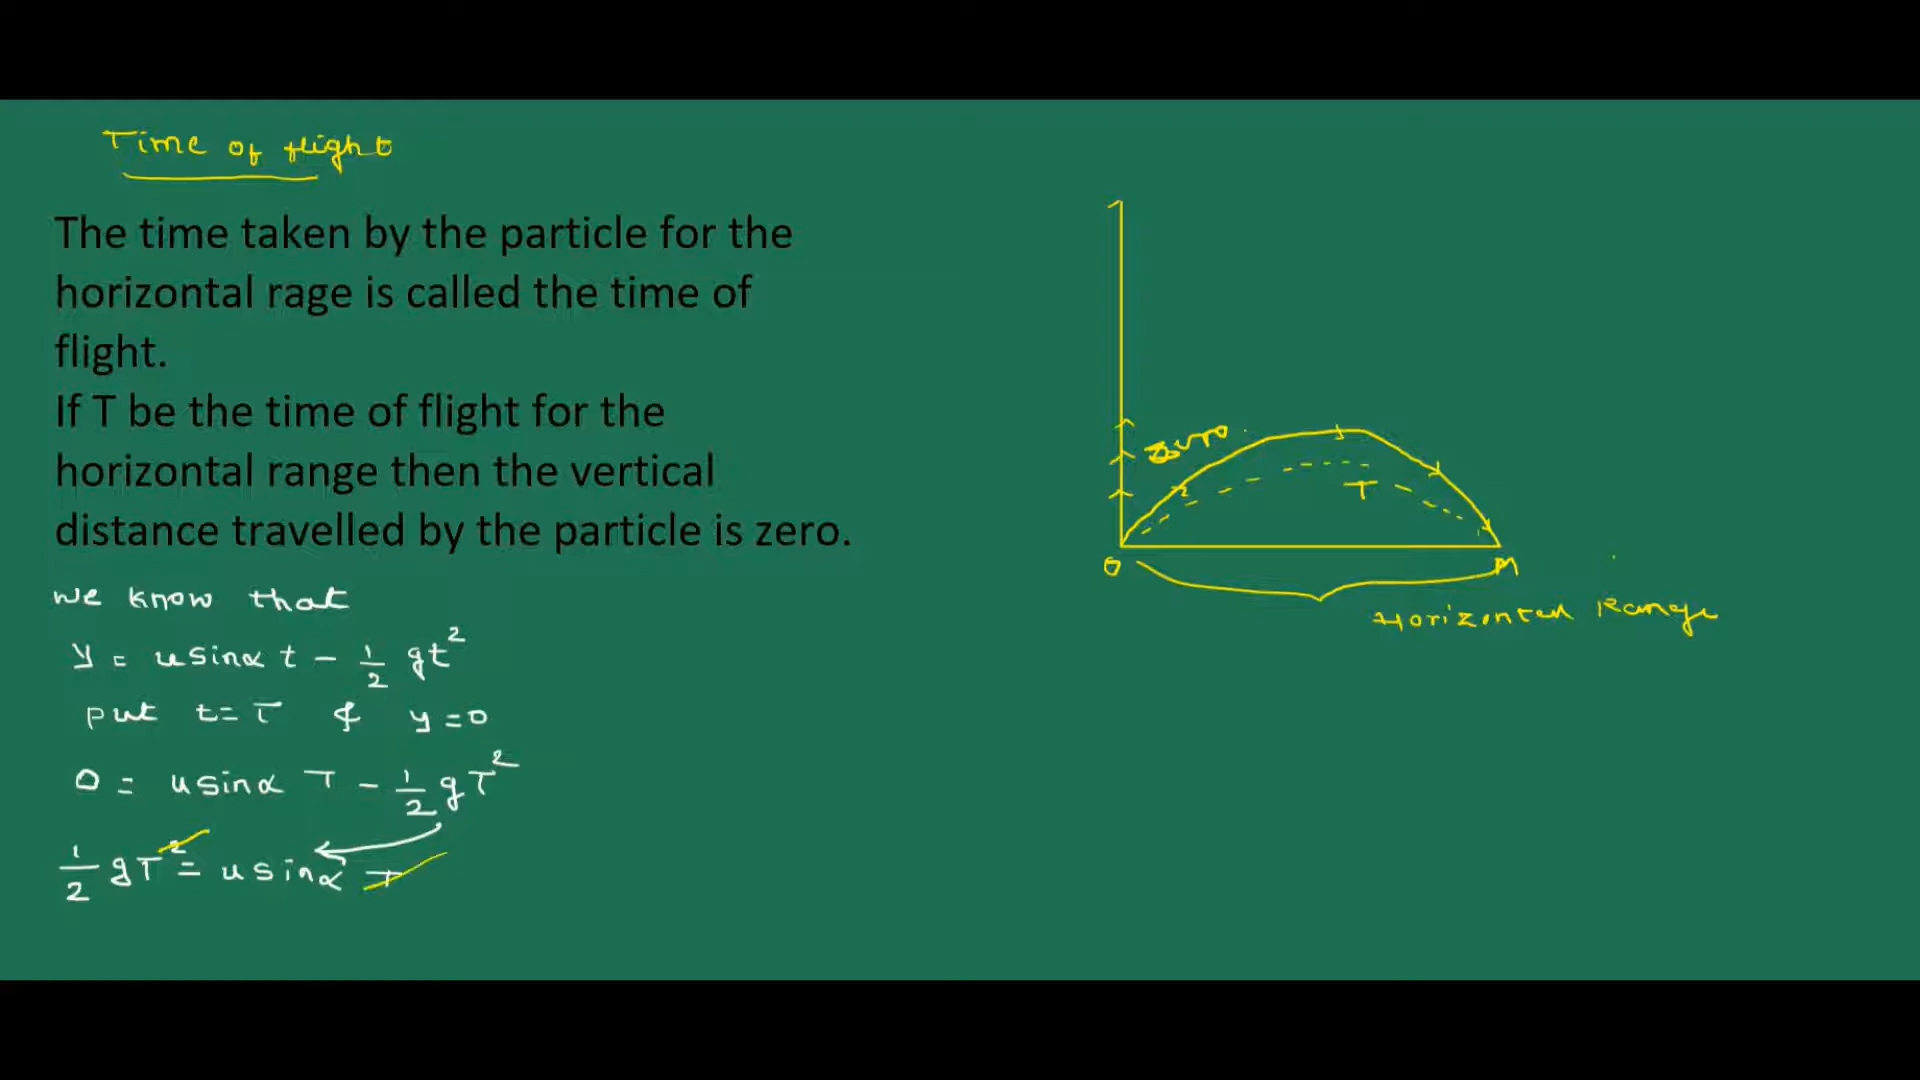 Time of flight
The time taken by the particle for the
horizontal rage is called the time of
flight.
If T be the time of flight for the
horizontal range then the vertical
distance travelled by the particle is zero.
we know that
y = u sinα t - 1/2 gt²
put t = T & y = 0
0 = u sinα T - 1/2 gT²
1/2 gT² = u sinα T
zero
T
O
M
Horizontal Range